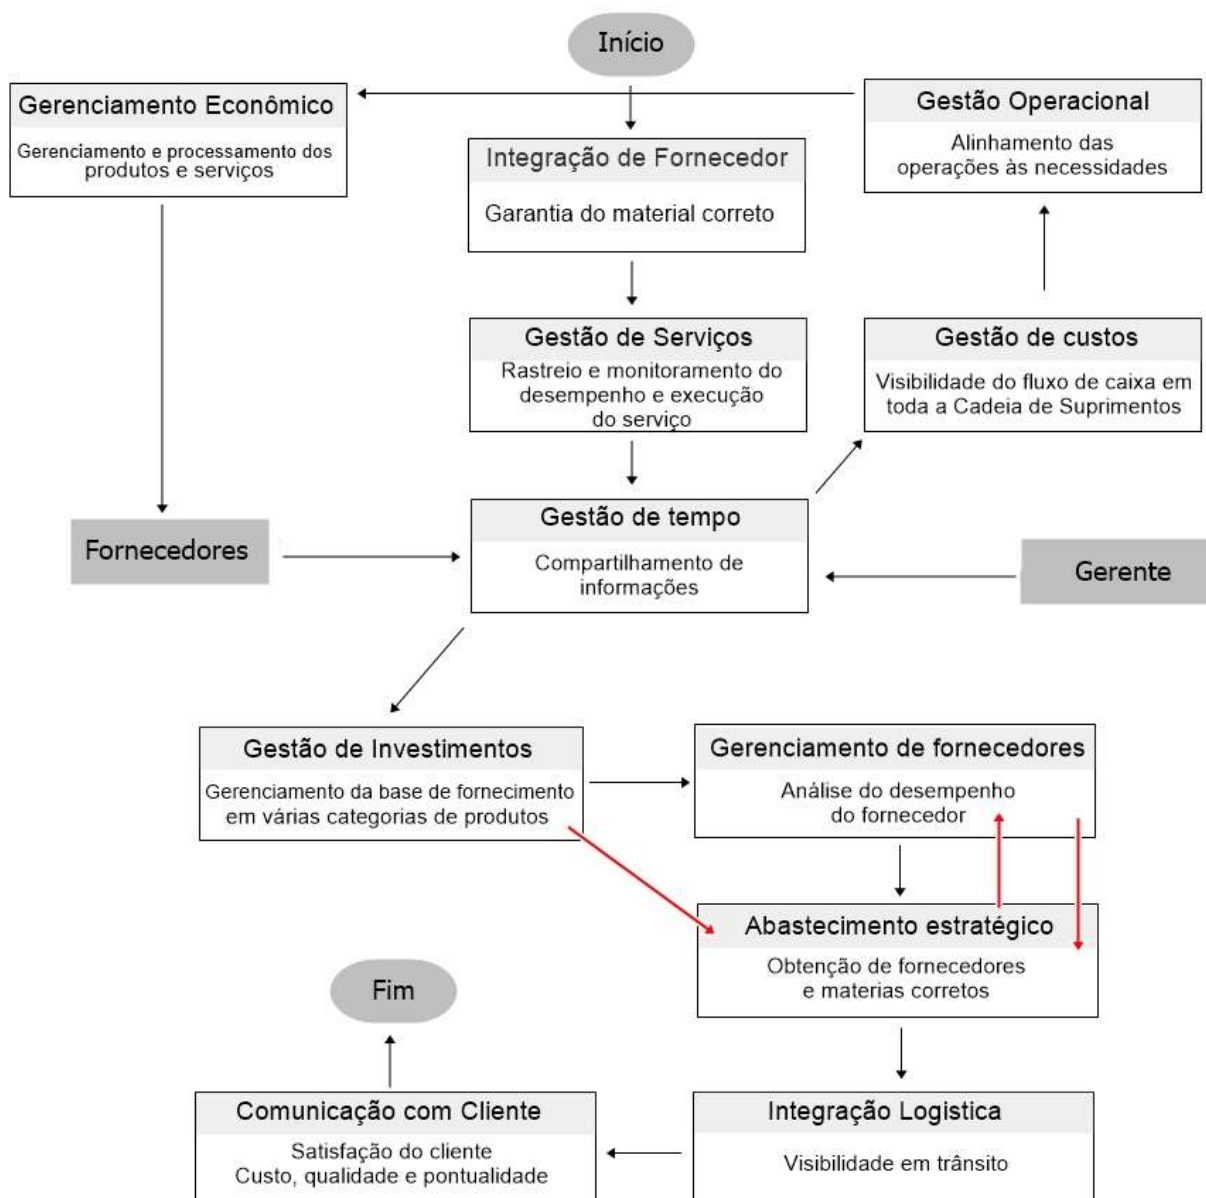 Início
Gerenciamento Econômico
Gerenciamento e processamento dos
produtos e serviços
Integração de Fornecedor
Garantia do material correto
Gestão Operacional
Alinhamento das
operações às necessidades
Gestão de Serviços
Rastreio e monitoramento do
desempenho e execução
do serviço
Gestão de custos
Visibilidade do fluxo de caixa em
toda a Cadeia de Suprimentos
Fornecedores
Gestão de tempo
Compartilhamento de
informações
Gerente
Gestão de Investimentos
Gerenciamento da base de fornecimento
em várias categorias de produtos
Gerenciamento de fornecedores
Análise do desempenho
do fornecedor
Abastecimento estratégico
Obtenção de fornecedores
e materias corretos
Fim
Comunicação com Cliente
Satisfação do cliente
Custo, qualidade e pontualidade
Integração Logistica
Visibilidade em trânsito